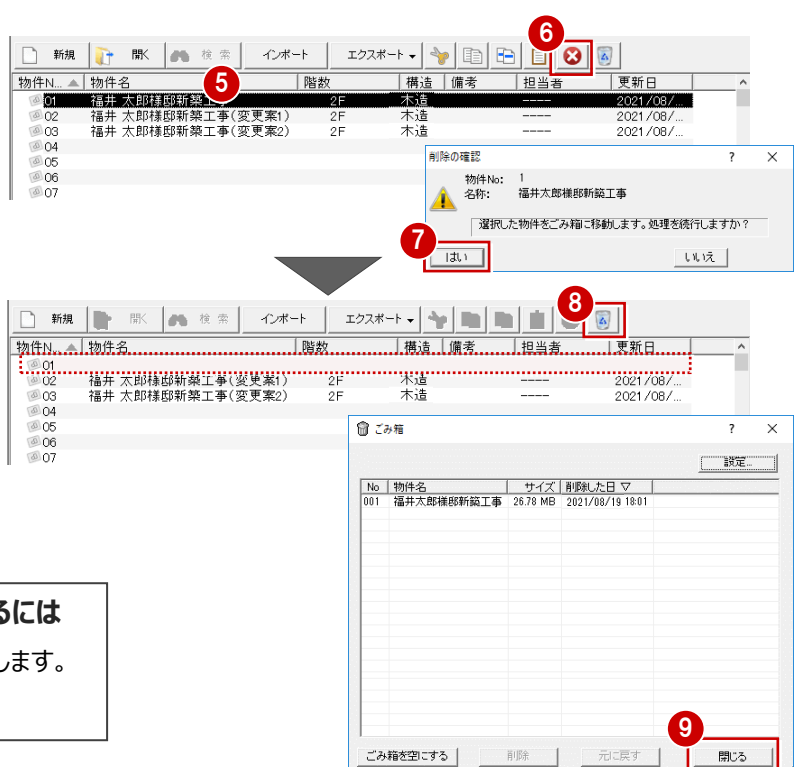 6
新規 開く 検 索 インポート エクスポート
物件N... 物件名 階数 構造 備考 担当者 更新日
5
01 福井 太郎様邸新築工事 2F 木造 ---- 2021/08/...
02 福井 太郎様邸新築工事(変更案1) 2F 木造 ---- 2021/08/...
03 福井 太郎様邸新築工事(変更案2) 2F 木造 ---- 2021/08/...
04
05
06
07
削除の確認 ? ×
物件No: 1
名称: 福井太郎様邸新築工事
選択した物件をごみ箱に移動します。処理を続行しますか?
7
はい いいえ
8
新規 開く 検 索 インポート エクスポート
物件N... 物件名 階数 構造 備考 担当者 更新日
01
02 福井 太郎様邸新築工事(変更案1) 2F 木造 ---- 2021/08/...
03 福井 太郎様邸新築工事(変更案2) 2F 木造 ---- 2021/08/...
04
05
06
07
ごみ箱 ? ×
設定...
No 物件名 サイズ 削除した日 ▽
001 福井太郎様邸新築工事 26.78 MB 2021/08/19 18:01
るには
します。
9
ごみ箱を空にする 削除 元に戻す 閉じる